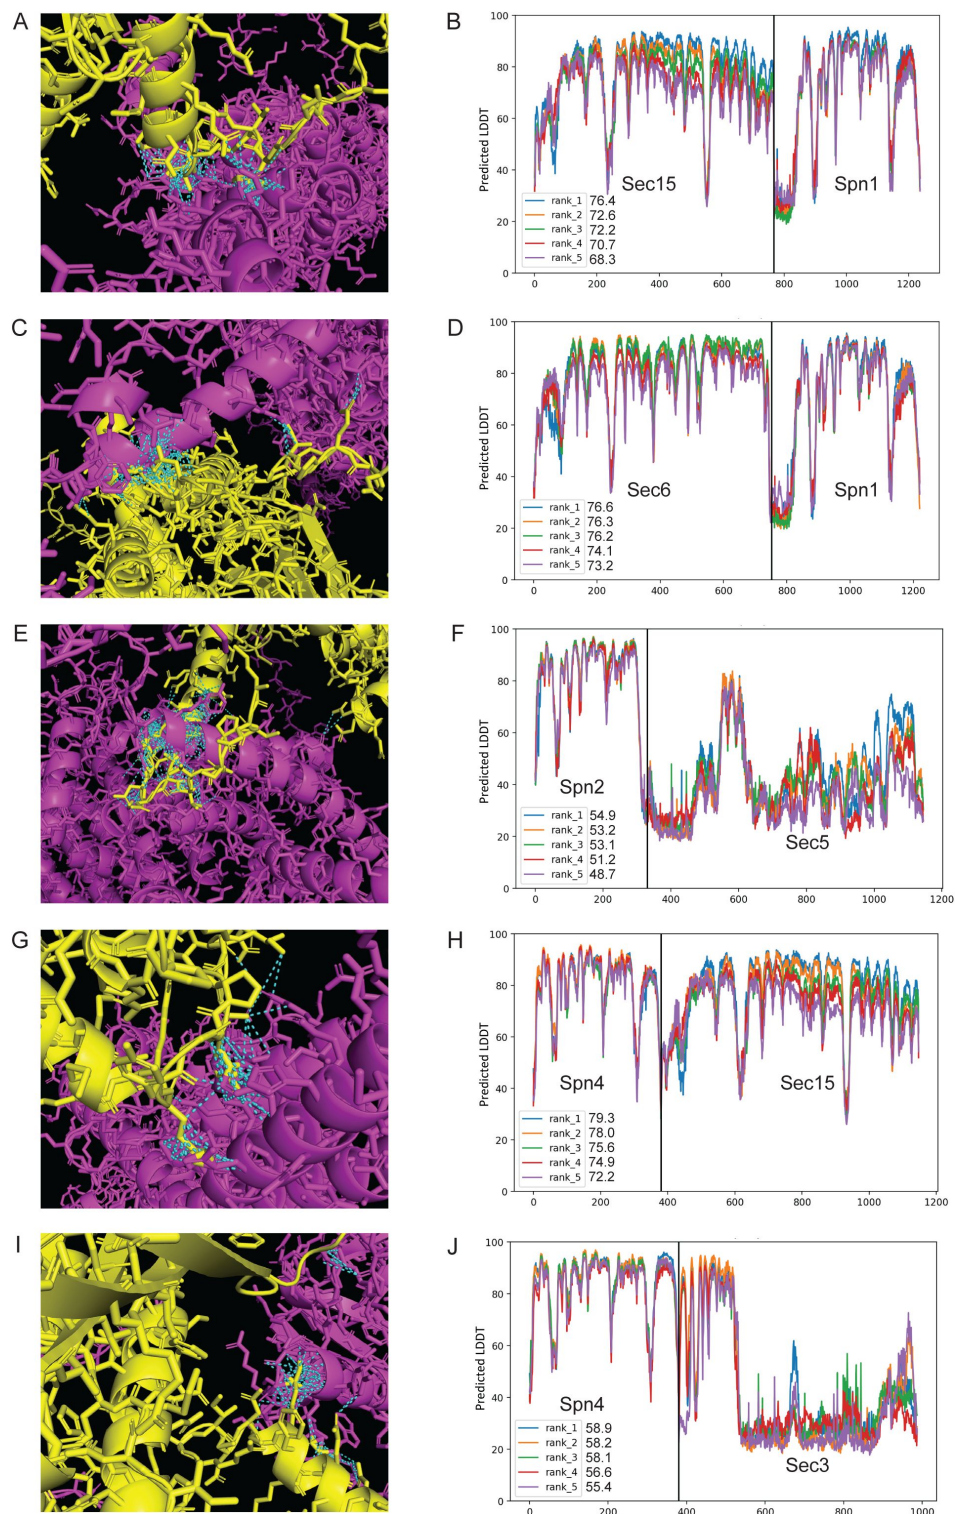 A
B
Predicted LDDT
100
80
60
40
20
0
Sec15
Spn1
rank_1 76.4
rank_2 72.6
rank_3 72.2
rank_4 70.7
rank_5 68.3
0 200 400 600 800 1000 1200
C
D
Predicted LDDT
100
80
60
40
20
0
Sec6
Spn1
rank_1 76.6
rank_2 76.3
rank_3 76.2
rank_4 74.1
rank_5 73.2
0 200 400 600 800 1000 1200
E
F
Predicted LDDT
100
80
60
40
20
0
Spn2
Sec5
rank_1 54.9
rank_2 53.2
rank_3 53.1
rank_4 51.2
rank_5 48.7
0 200 400 600 800 1000 1200
G
H
Predicted LDDT
100
80
60
40
20
0
Spn4
Sec15
rank_1 79.3
rank_2 78.0
rank_3 75.6
rank_4 74.9
rank_5 72.2
0 200 400 600 800 1000 1200
I
J
Predicted LDDT
100
80
60
40
20
0
Spn4
Sec3
rank_1 58.9
rank_2 58.2
rank_3 58.1
rank_4 56.6
rank_5 55.4
0 200 400 600 800 1000